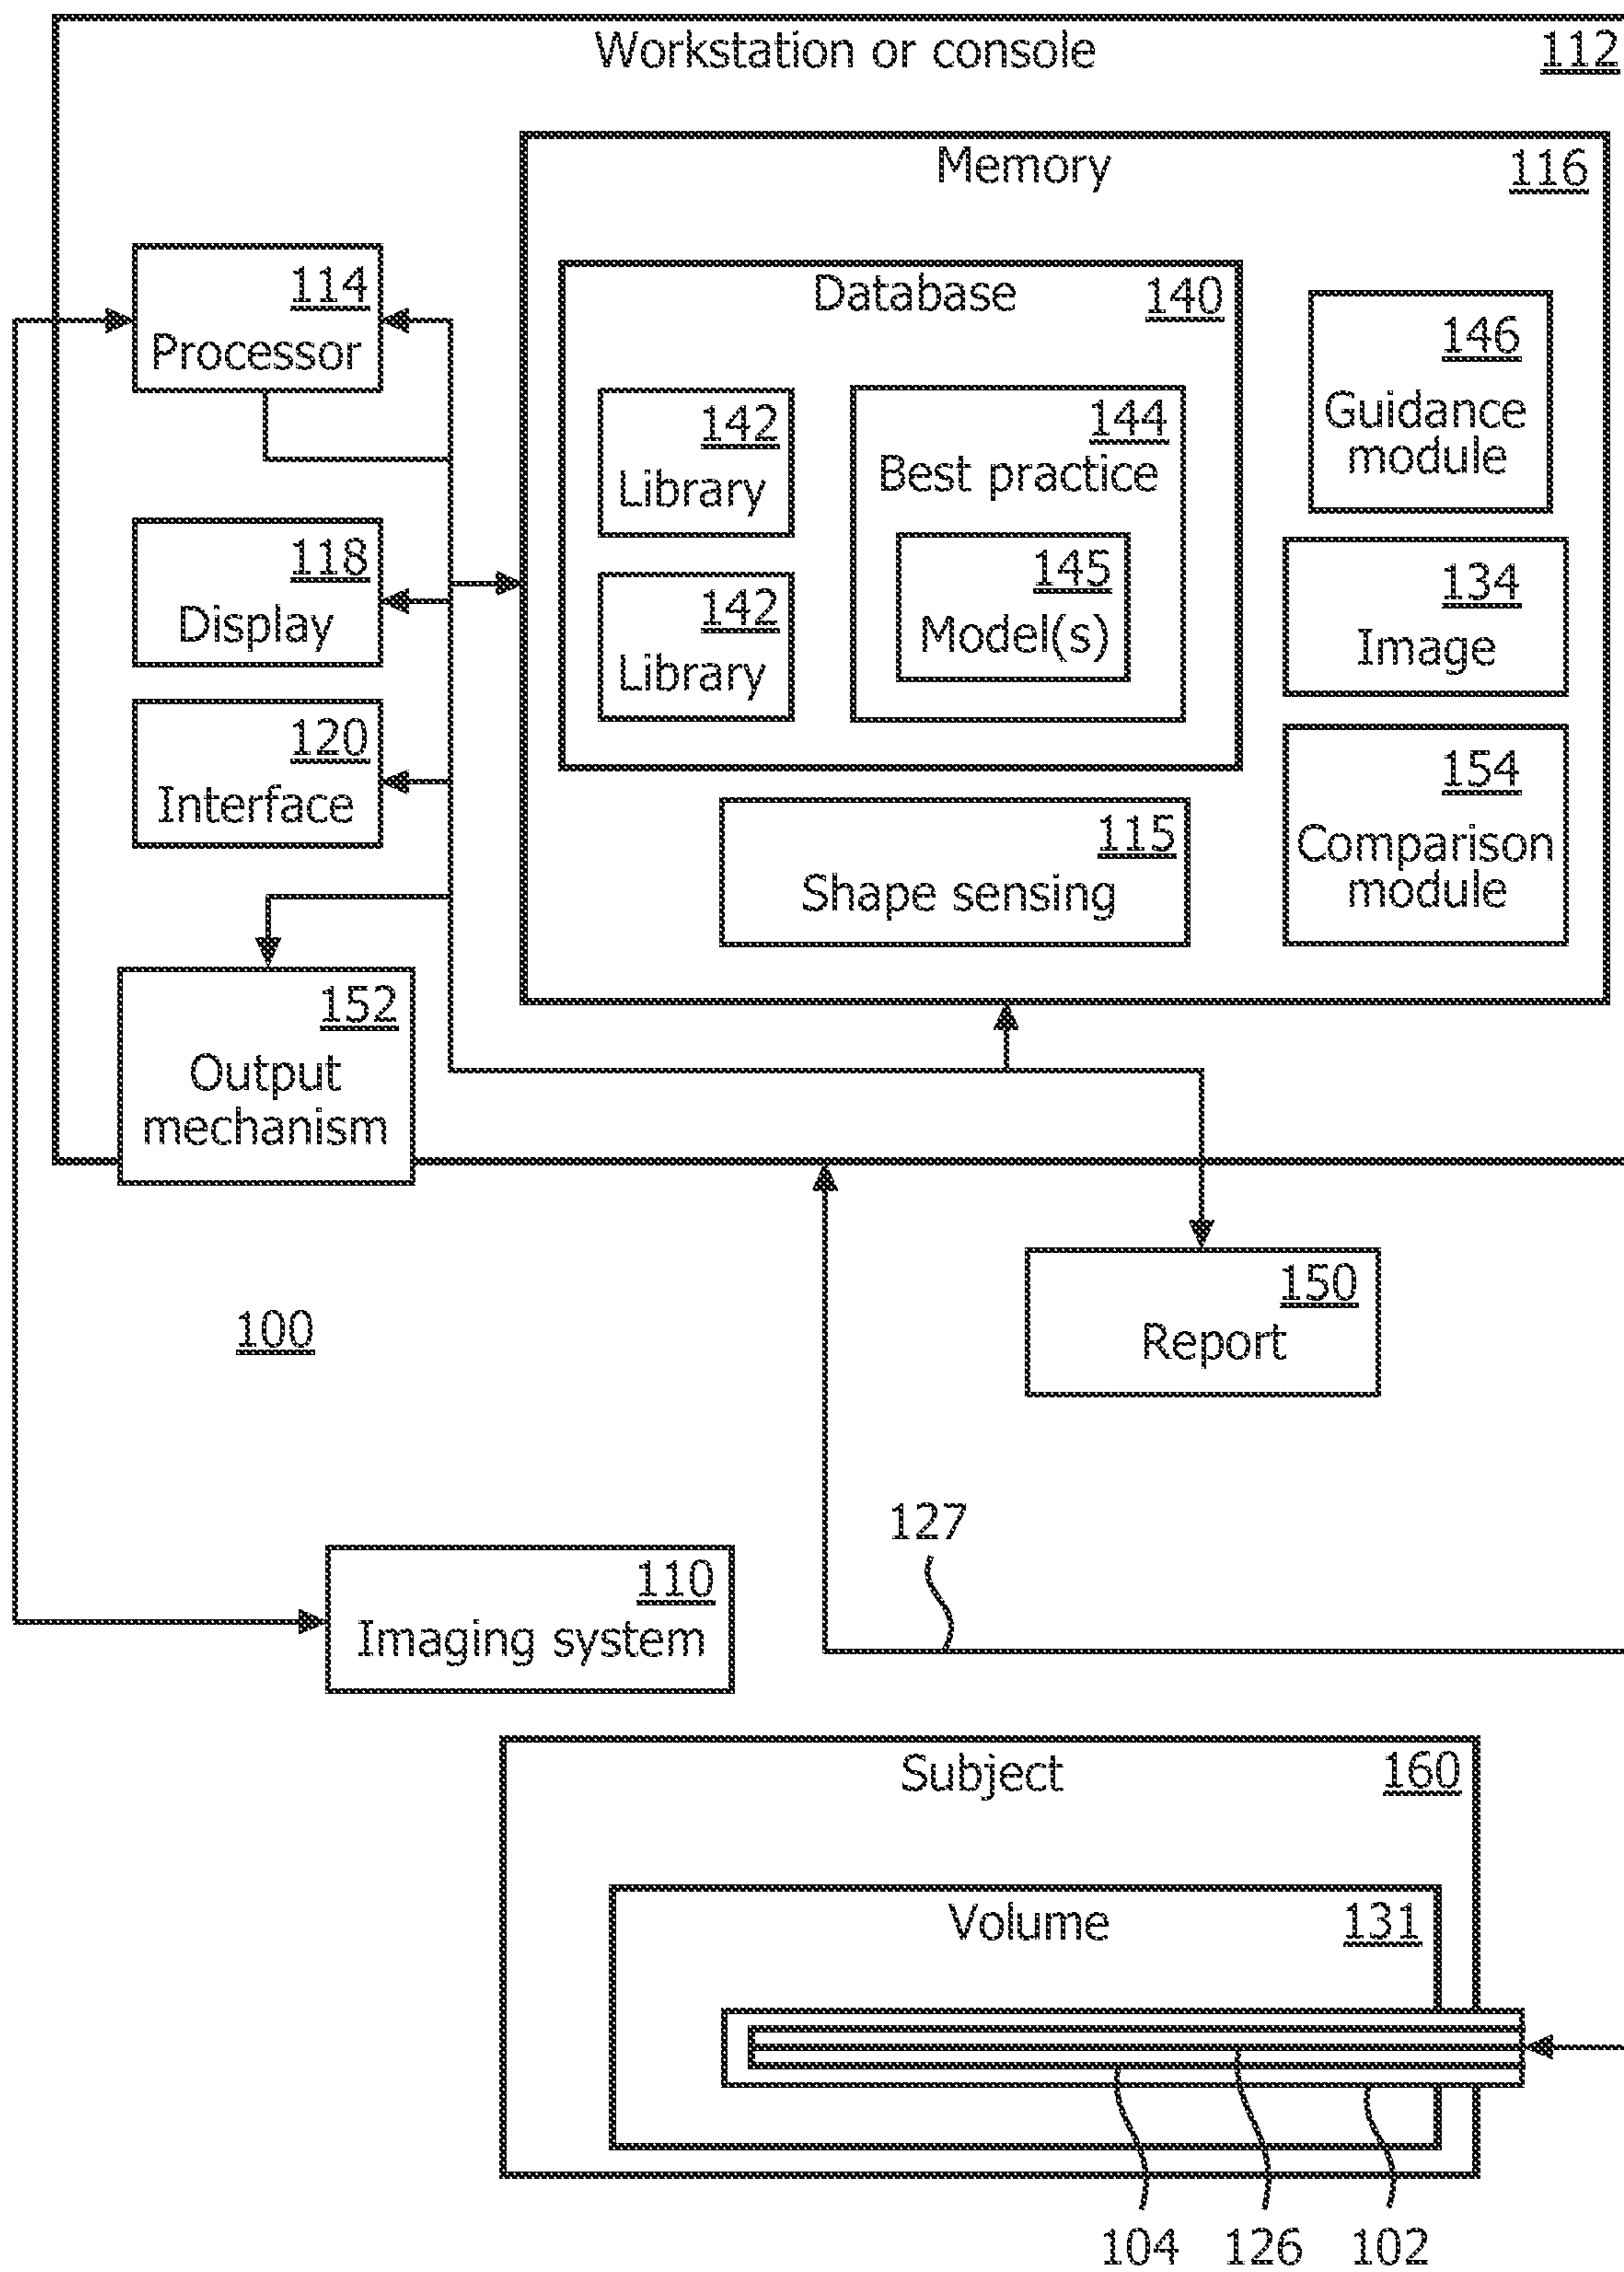 Workstation or console
112
Memory
116
114
Processor
Database
140
146
Guidance
module
142
Library
144
Best practice
118
Display
145
Model(s)
134
Image
142
Library
120
Interface
154
Comparison
module
115
Shape sensing
152
Output
mechanism
150
Report
100
127
110
Imaging system
Subject
160
Volume
131
104
126
102